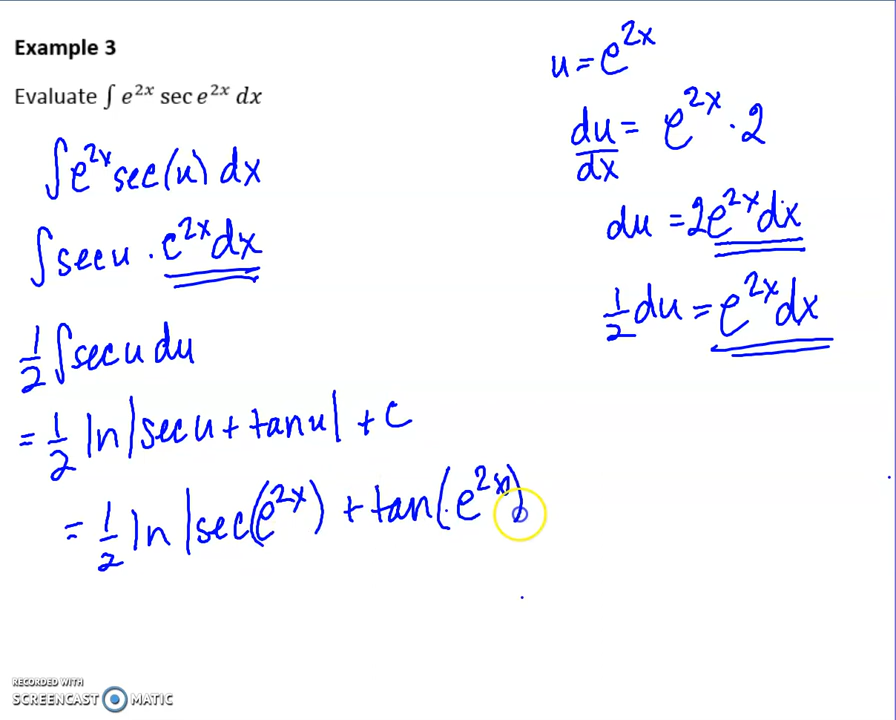 Example 3
Evaluate ∫ e^{2x} sec e^{2x} dx
∫e^{2x} sec(u) dx
∫secu · e^{2x}dx
1/2 ∫sec u du
= 1/2 ln|sec u + tan u| + c
= 1/2 ln |sec(e^{2x}) + tan(e^{2x})
u = e^{2x}
du/dx = e^{2x} · 2
du = 2e^{2x}dx
1/2 du = e^{2x}dx
RECORDED WITH
SCREENCAST MATIC